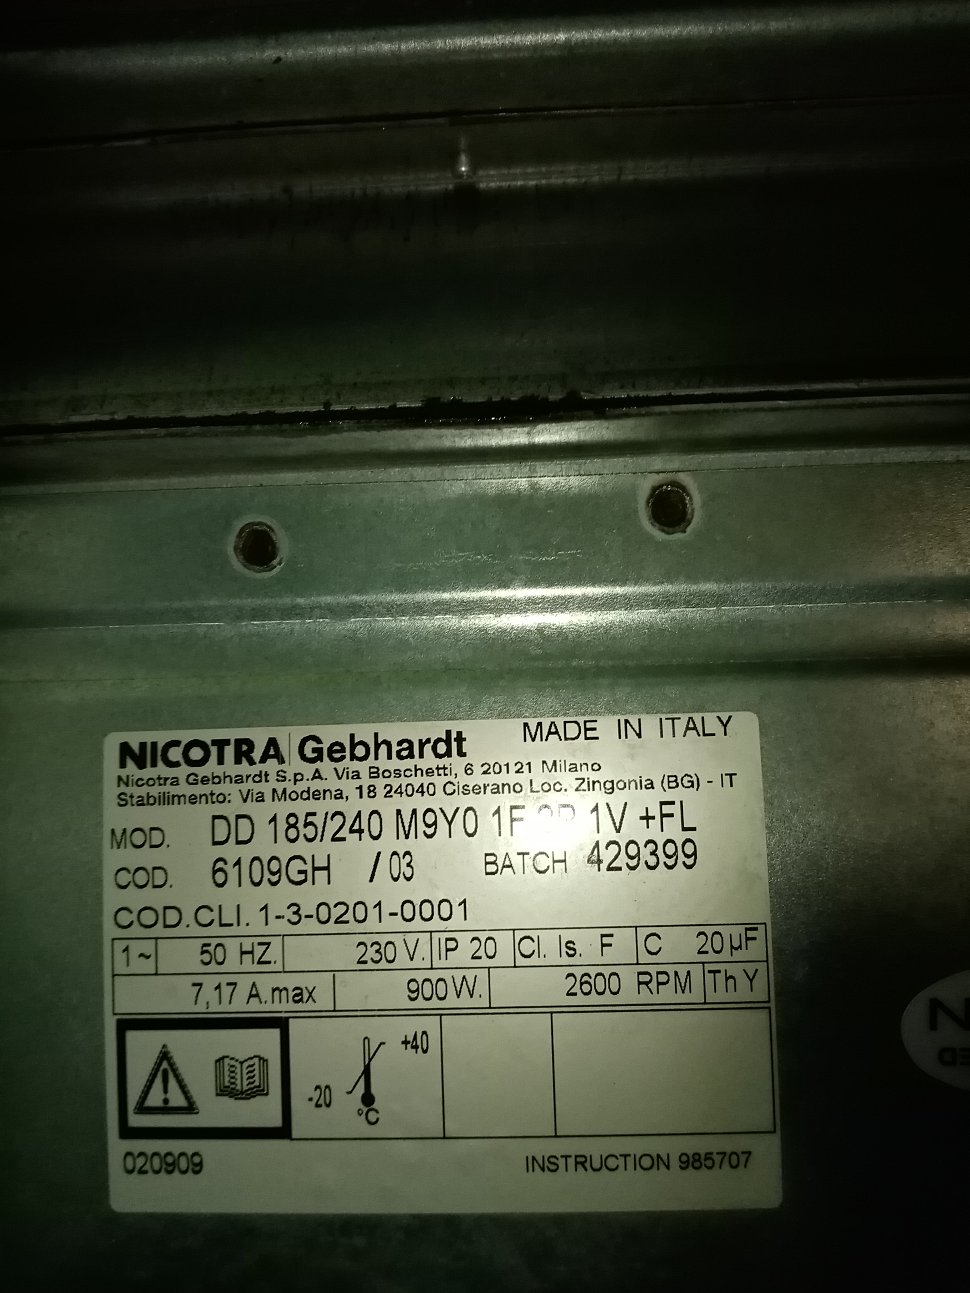 NICOTRA Gebhardt MADE IN ITALY
Nicotra Gebhardt S.p.A. Via Boschetti, 6 20121 Milano
Stabilimento: Via Modena, 18 24040 Ciserano Loc. Zingonia (BG) - IT
MOD. DD 185/240 M9Y0 1F 1V +FL
COD. 6109GH / 03 BATCH 429399
COD.CLI. 1-3-0201-0001
1~ 50 HZ. 230 V. IP 20 Cl. Is. F C 20µF
7,17 A.max 900W. 2600 RPM Th Y
+40
-20
°C
020909 INSTRUCTION 985707